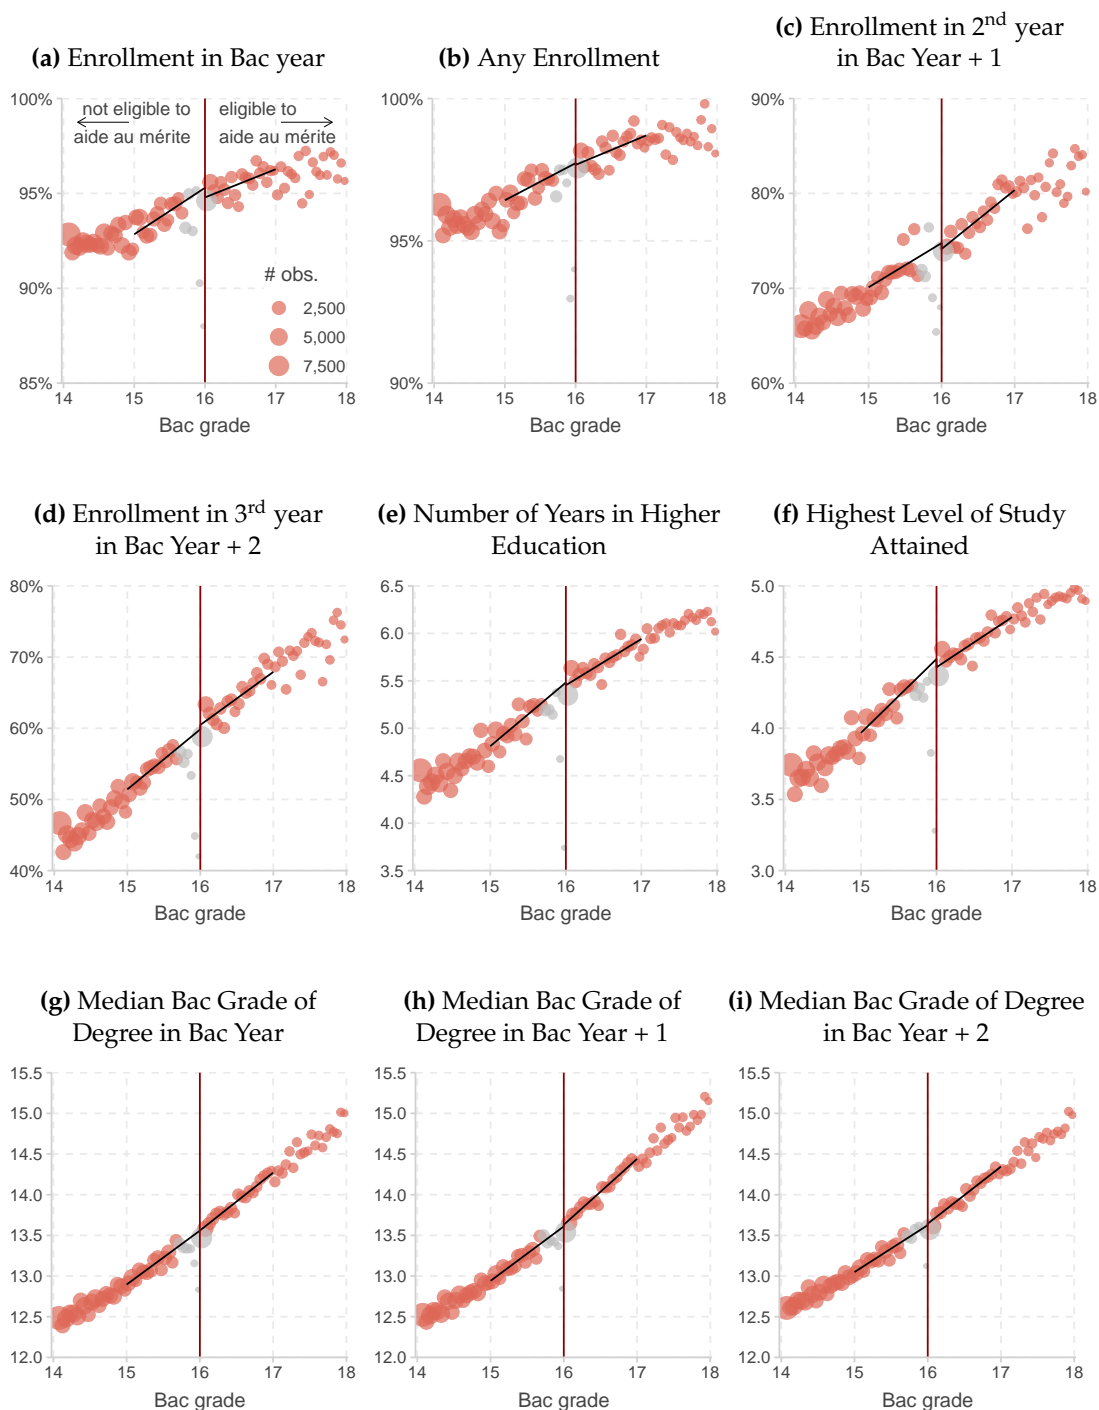 (a) Enrollment in Bac year
(b) Any Enrollment
(c) Enrollment in 2nd year
in Bac Year + 1
100%
95%
90%
85%
not eligible to
aide au mérite
eligible to
aide au mérite
# obs.
2,500
5,000
7,500
14 15 16 17 18
Bac grade
100%
95%
90%
14 15 16 17 18
Bac grade
90%
80%
70%
60%
14 15 16 17 18
Bac grade
(d) Enrollment in 3rd year
in Bac Year + 2
(e) Number of Years in Higher
Education
(f) Highest Level of Study
Attained
80%
70%
60%
50%
40%
14 15 16 17 18
Bac grade
6.5
6.0
5.5
5.0
4.5
4.0
3.5
14 15 16 17 18
Bac grade
5.0
4.5
4.0
3.5
3.0
14 15 16 17 18
Bac grade
(g) Median Bac Grade of
Degree in Bac Year
(h) Median Bac Grade of
Degree in Bac Year + 1
(i) Median Bac Grade of Degree
in Bac Year + 2
15.5
15.0
14.5
14.0
13.5
13.0
12.5
12.0
14 15 16 17 18
Bac grade
15.5
15.0
14.5
14.0
13.5
13.0
12.5
12.0
14 15 16 17 18
Bac grade
15.5
15.0
14.5
14.0
13.5
13.0
12.5
12.0
14 15 16 17 18
Bac grade